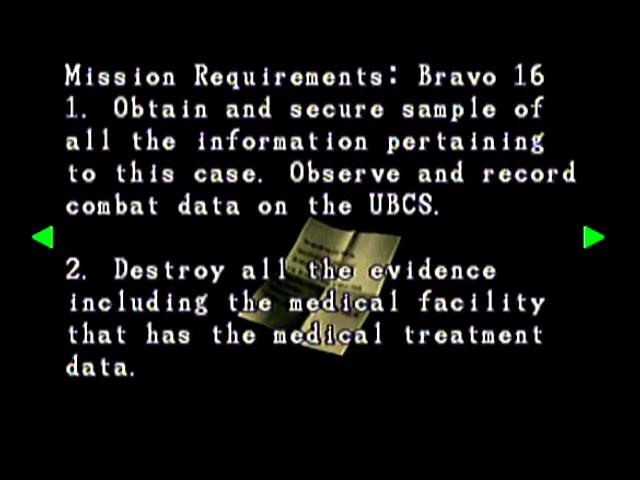 Mission Requirements: Bravo 16
1. Obtain and secure sample of
all the information pertaining
to this case. Observe and record
combat data on the UBCS.
2. Destroy all the evidence
including the medical facility
that has the medical treatment
data.